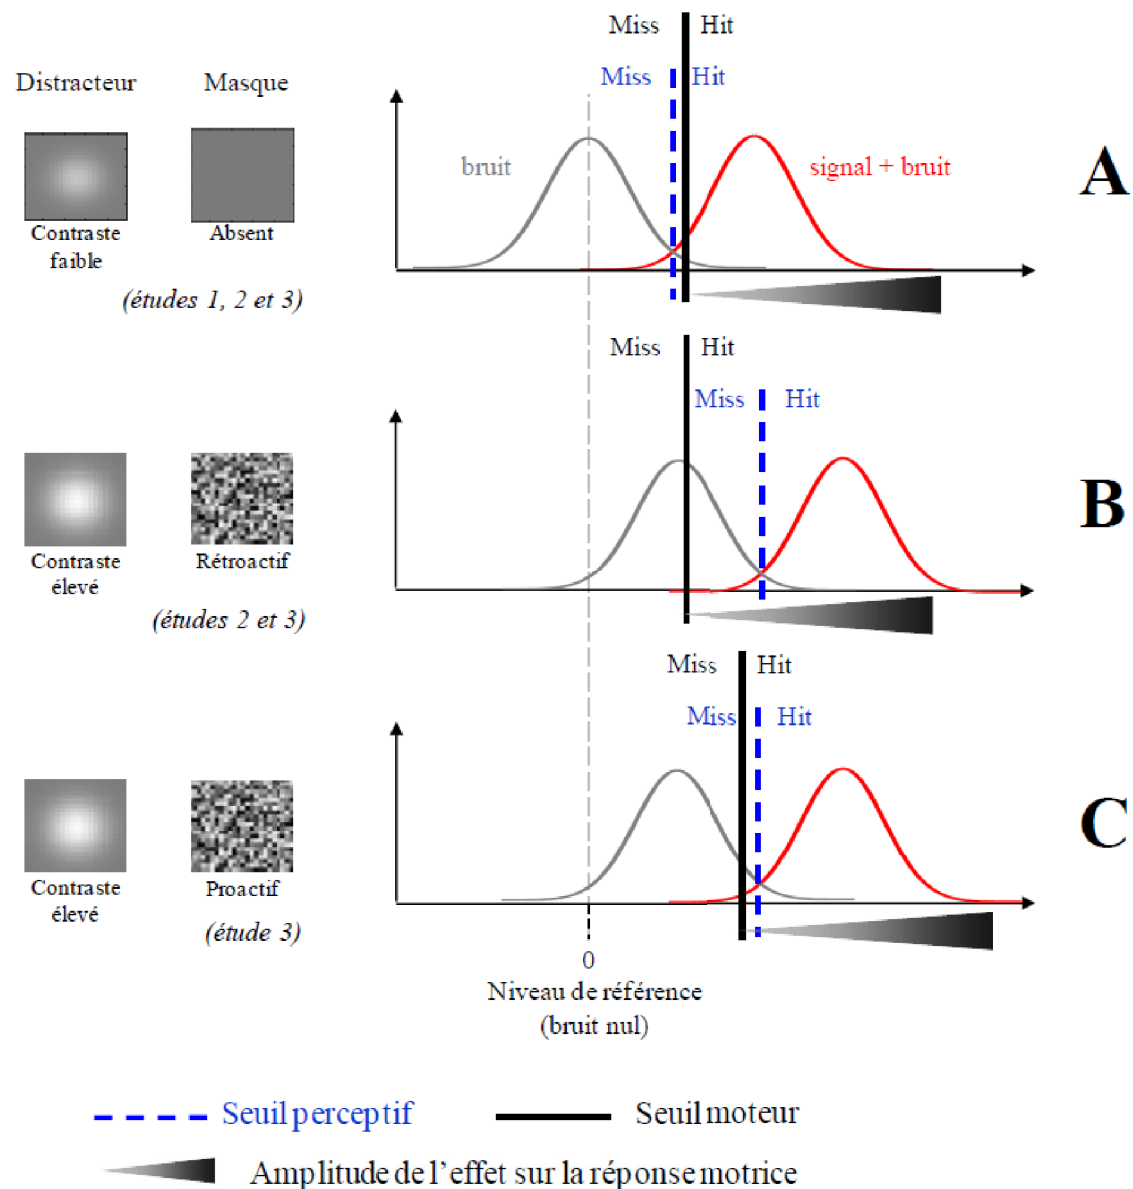 Miss Hit
Distracteur Masque
Miss Hit
bruit
signal + bruit
A
Contraste
faible
Absent
(études 1, 2 et 3)
Miss Hit
Miss Hit
B
Contraste
élevé
Rétroactif
(études 2 et 3)
Miss Hit
Miss Hit
C
Contraste
élevé
Proactif
(étude 3)
0
Niveau de référence
(bruit nul)
Seuil perceptif
Seuil moteur
Amplitude de l'effet sur la réponse motrice